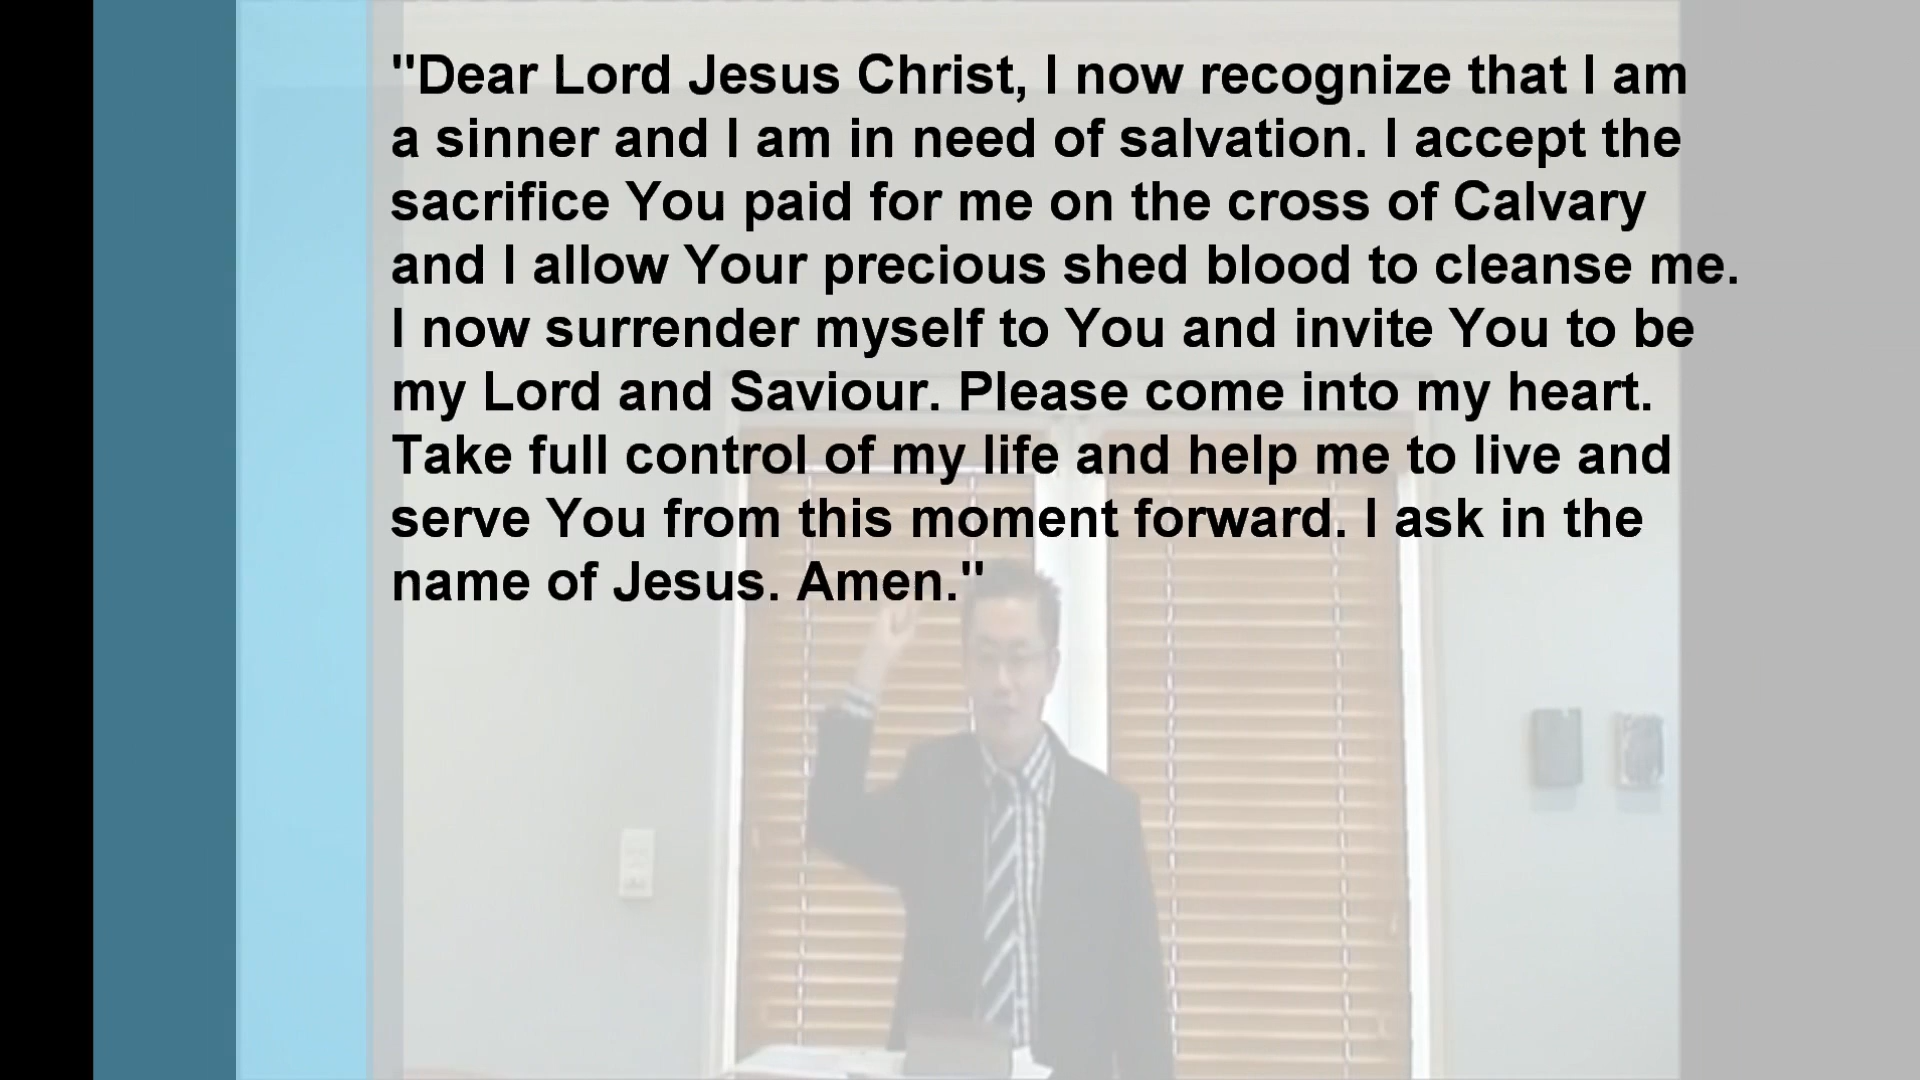 "Dear Lord Jesus Christ, I now recognize that I am
a sinner and I am in need of salvation. I accept the
sacrifice You paid for me on the cross of Calvary
and I allow Your precious shed blood to cleanse me.
I now surrender myself to You and invite You to be
my Lord and Saviour. Please come into my heart.
Take full control of my life and help me to live and
serve You from this moment forward. I ask in the
name of Jesus. Amen."